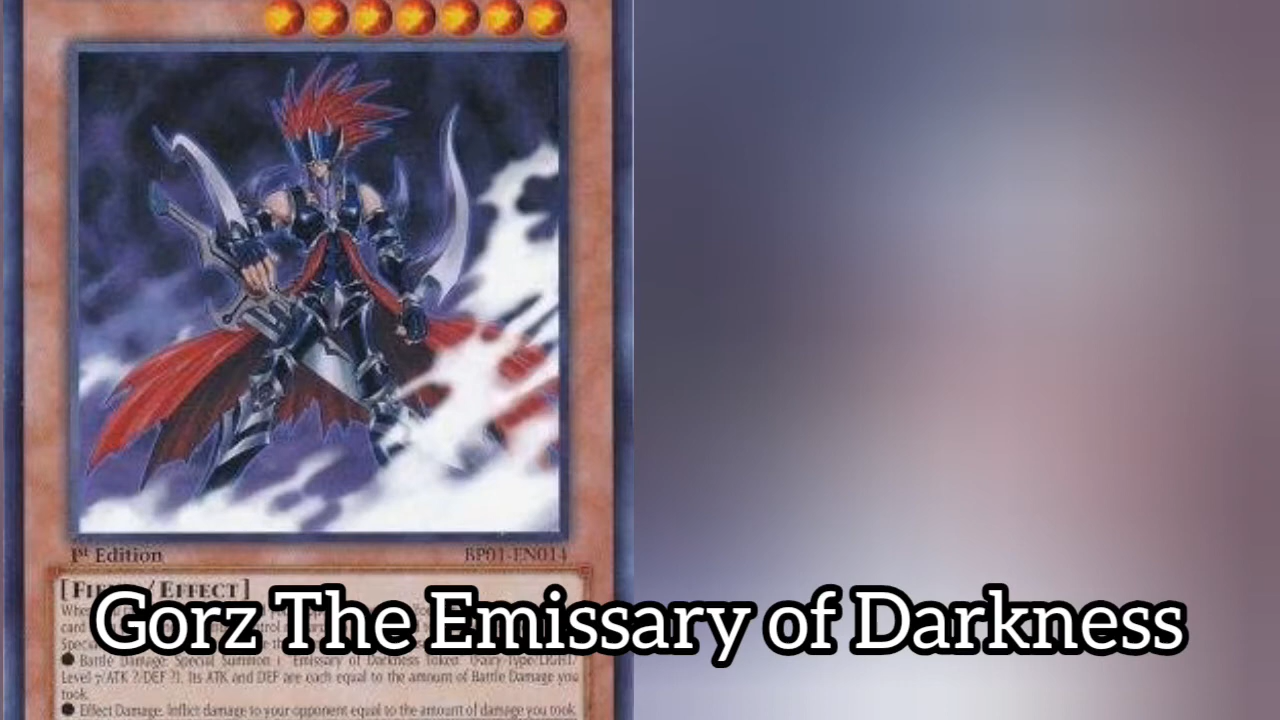 1st Edition
BP01-EN014
[Fiend/Effect]
Gorz The Emissary of Darkness
● Battle Damage: Special Summon 1 "Emissary of Darkness Token" (Fairy-Type/LIGHT/
Level 7/ATK ?/DEF ?). Its ATK and DEF are each equal to the amount of Battle Damage you
took.
● Effect Damage: Inflict damage to your opponent equal to the amount of damage you took.